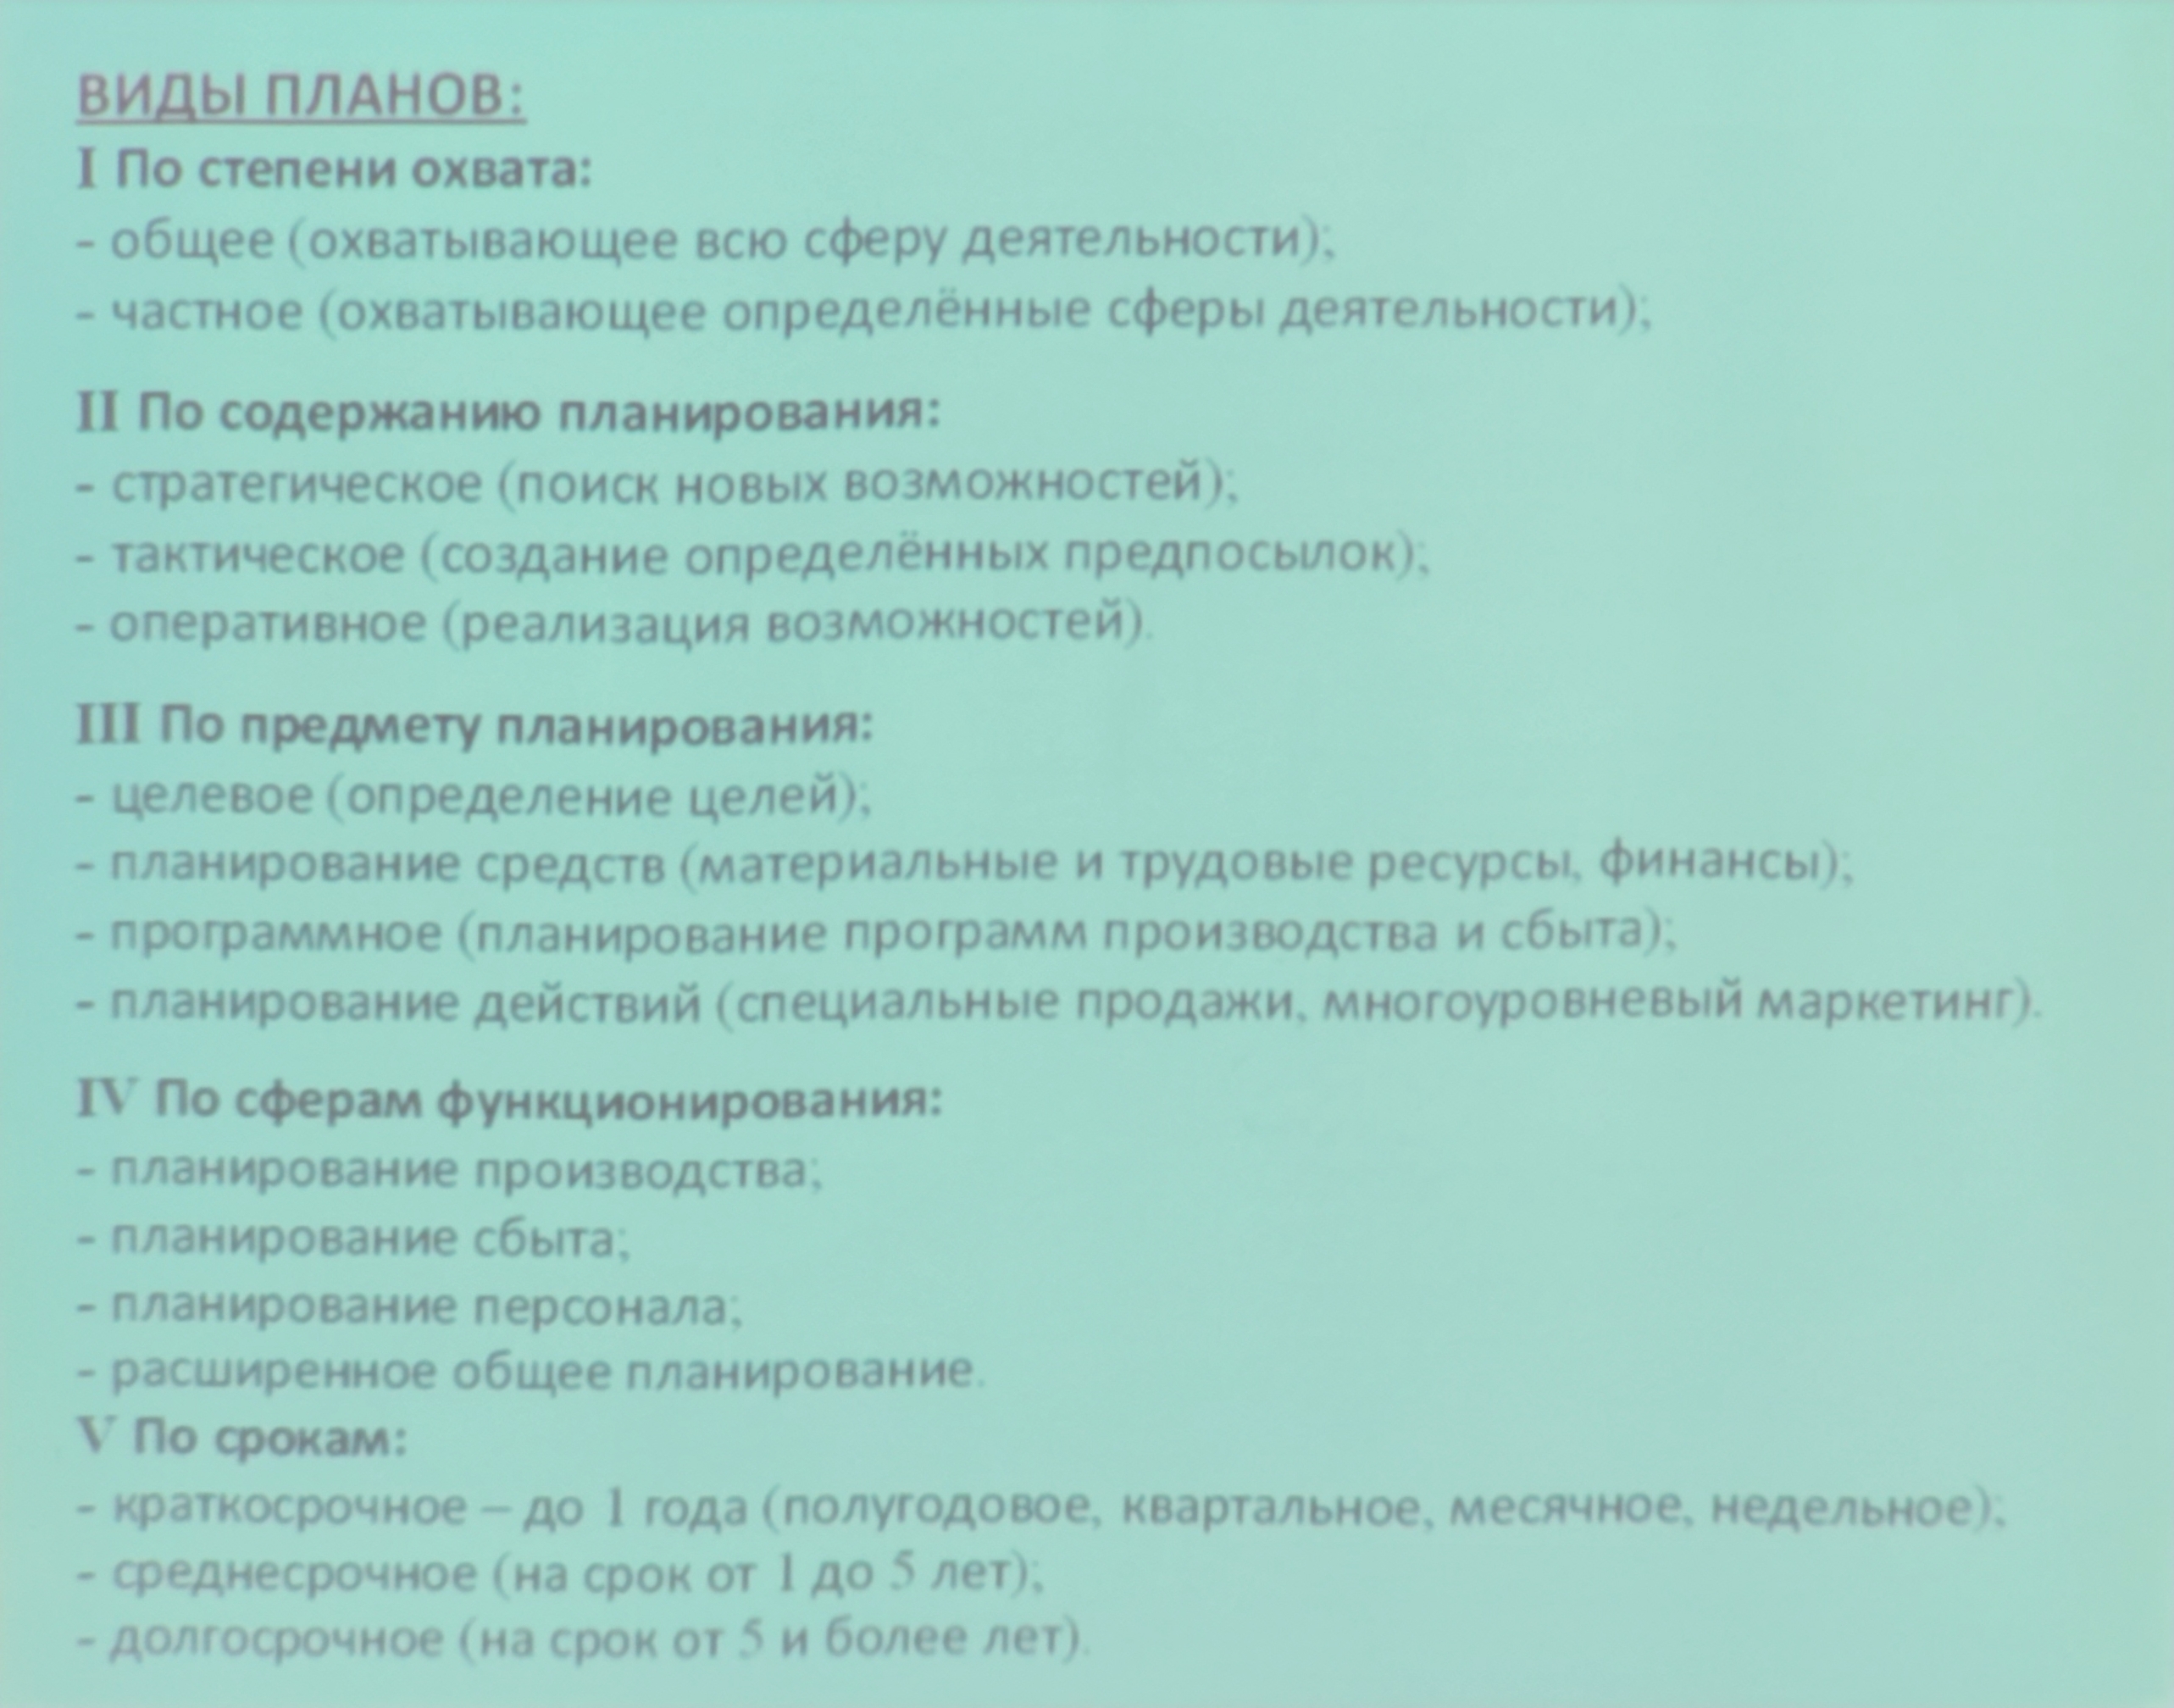 ВИДЫ ПЛАНОВ:
I По степени охвата:
- общее (охватывающее всю сферу деятельности);
- частное (охватывающее определённые сферы деятельности);
II По содержанию планирования:
- стратегическое (поиск новых возможностей);
- тактическое (создание определённых предпосылок);
- оперативное (реализация возможностей).
III По предмету планирования:
- целевое (определение целей);
- планирование средств (материальные и трудовые ресурсы, финансы);
- программное (планирование программ производства и сбыта);
- планирование действий (специальные продажи, многоуровневый маркетинг).
IV По сферам функционирования:
- планирование производства;
- планирование сбыта;
- планирование персонала;
- расширенное общее планирование.
V По срокам:
- краткосрочное – до 1 года (полугодовое, квартальное, месячное, недельное);
- среднесрочное (на срок от 1 до 5 лет);
- долгосрочное (на срок от 5 и более лет).